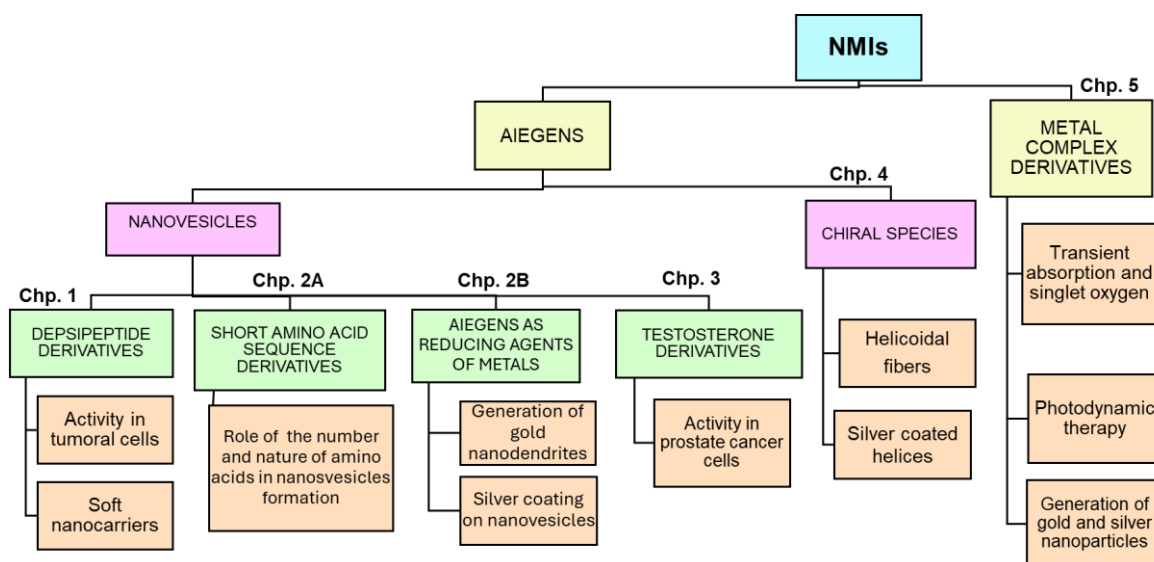 NMIs
Chp. 5
AIEGENS
METAL
COMPLEX
DERIVATIVES
Chp. 4
NANOVESICLES
CHIRAL SPECIES
Chp. 1
Chp. 2A
Chp. 2B
Chp. 3
DEPSIPEPTIDE
DERIVATIVES
SHORT AMINO ACID
SEQUENCE
DERIVATIVES
AIEGENS AS
REDUCING AGENTS
OF METALS
TESTOSTERONE
DERIVATIVES
Transient
absorption and
singlet oxygen
Helicoidal
fibers
Activity in
tumoral cells
Role of the number
and nature of amino
acids in nanosvesicles
formation
Generation of
gold
nanodendrites
Activity in
prostate cancer
cells
Silver coated
helices
Photodynamic
therapy
Soft
nanocarriers
Silver coating
on nanovesicles
Generation of
gold and silver
nanoparticles